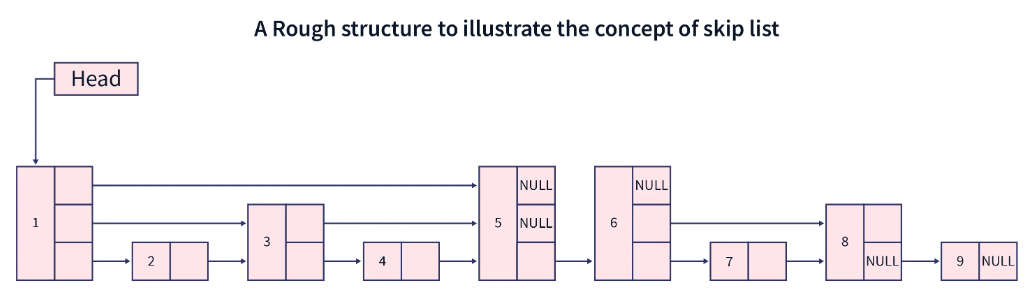 A Rough structure to illustrate the concept of skip list
Head
1
2
3
4
5
NULL
NULL
6
NULL
7
8
NULL
9
NULL